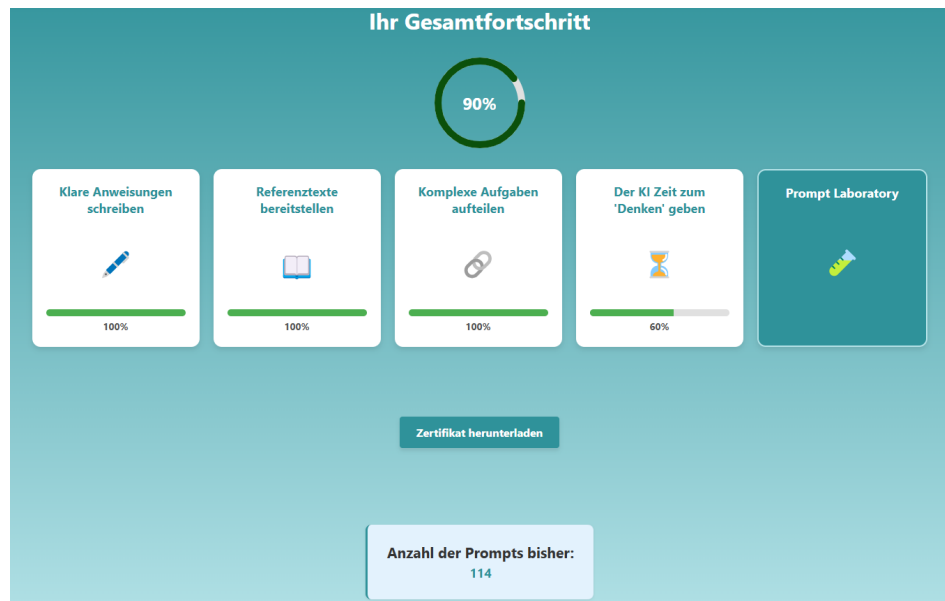 Ihr Gesamtfortschritt
90%
Klare Anweisungen
schreiben
100%
Referenztexte
bereitstellen
100%
Komplexe Aufgaben
aufteilen
100%
Der KI Zeit zum
'Denken' geben
60%
Prompt Laboratory
Zertifikat herunterladen
Anzahl der Prompts bisher:
114